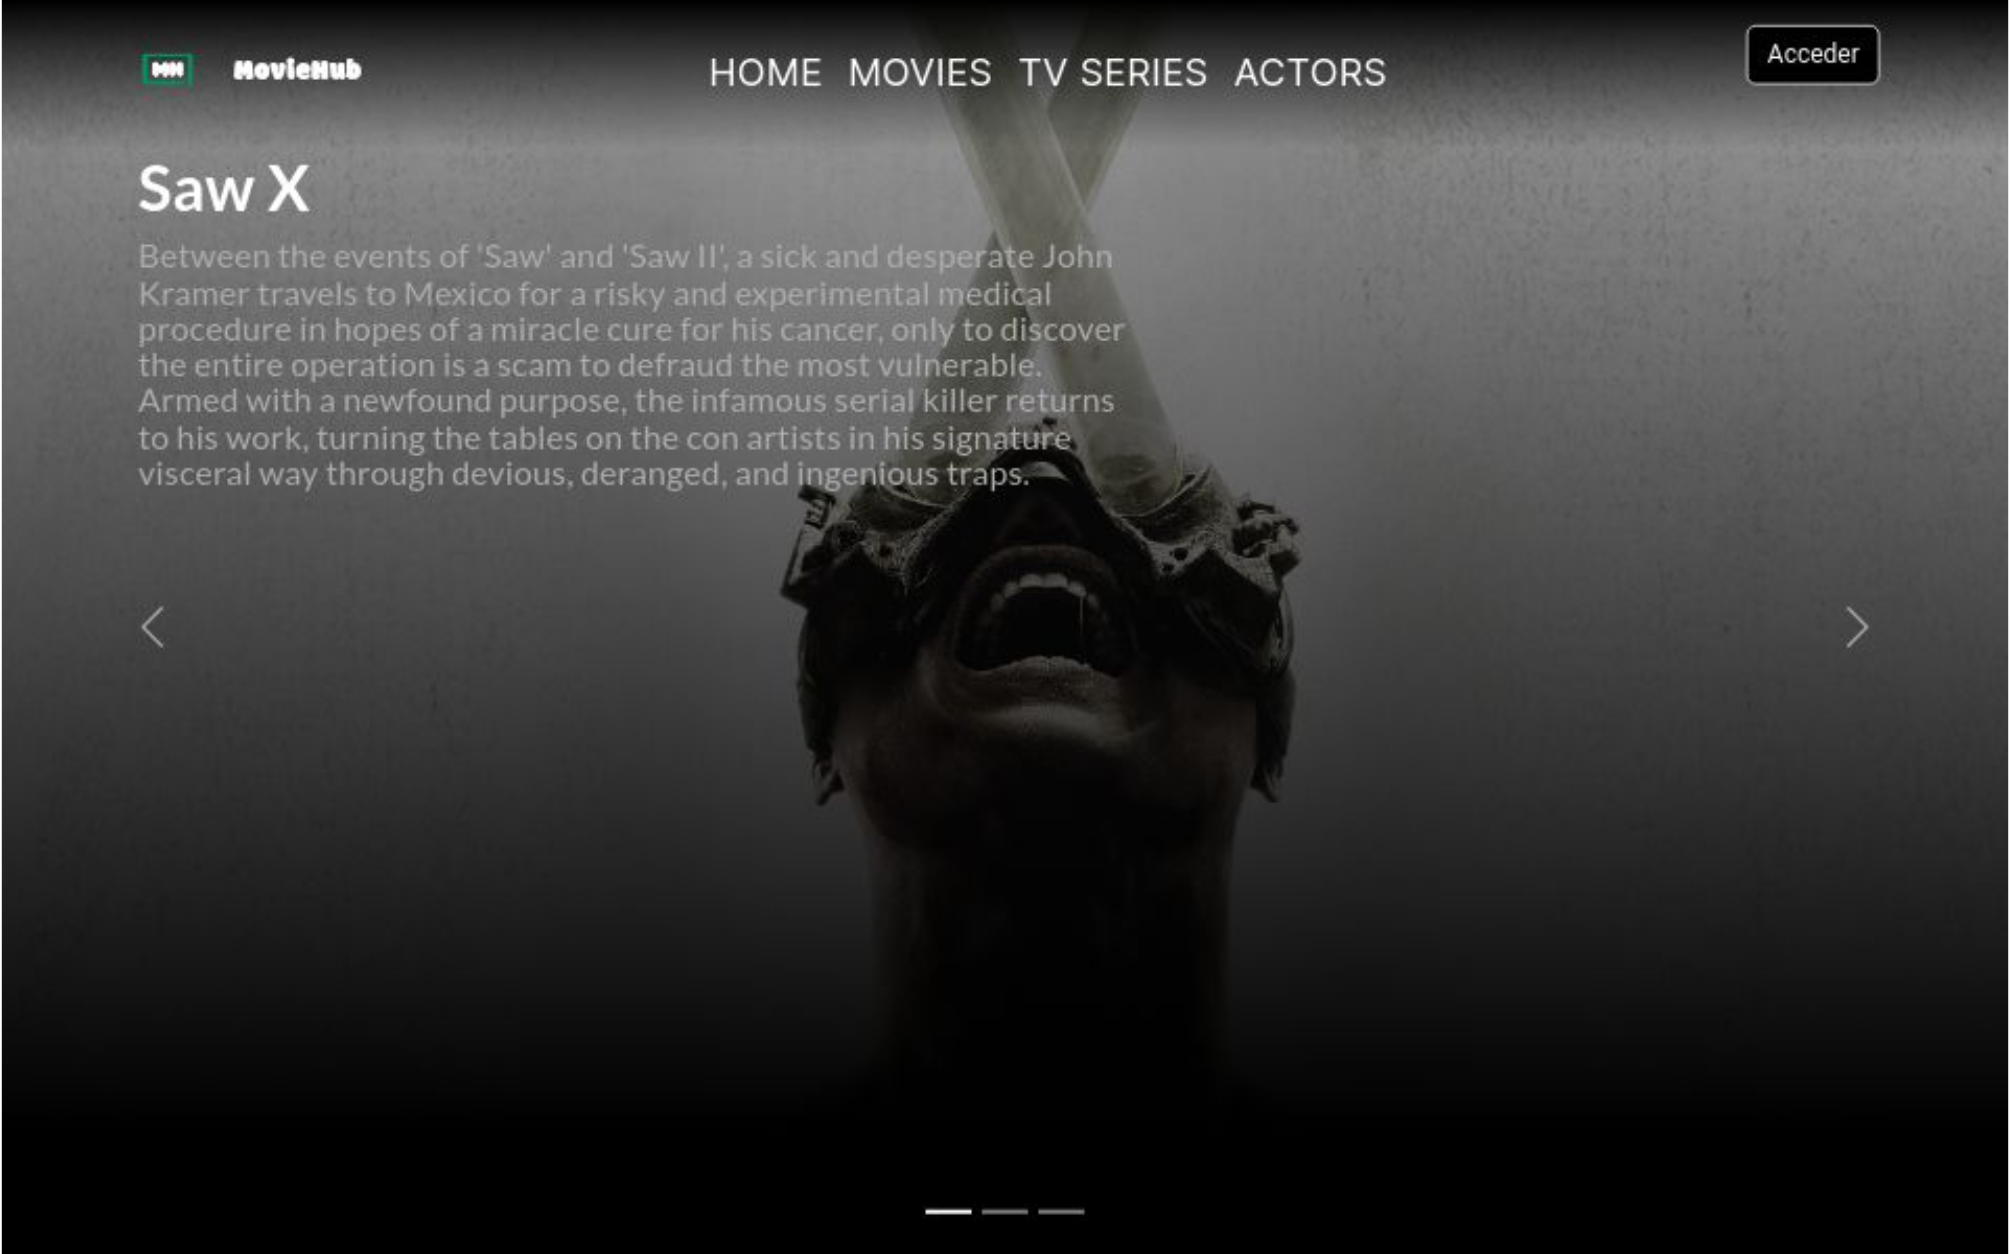 MH
MovieHub
HOME MOVIES TV SERIES ACTORS
Acceder
Saw X
Between the events of 'Saw' and 'Saw II', a sick and desperate John
Kramer travels to Mexico for a risky and experimental medical
procedure in hopes of a miracle cure for his cancer, only to discover
the entire operation is a scam to defraud the most vulnerable.
Armed with a newfound purpose, the infamous serial killer returns
to his work, turning the tables on the con artists in his signature
visceral way through devious, deranged, and ingenious traps.